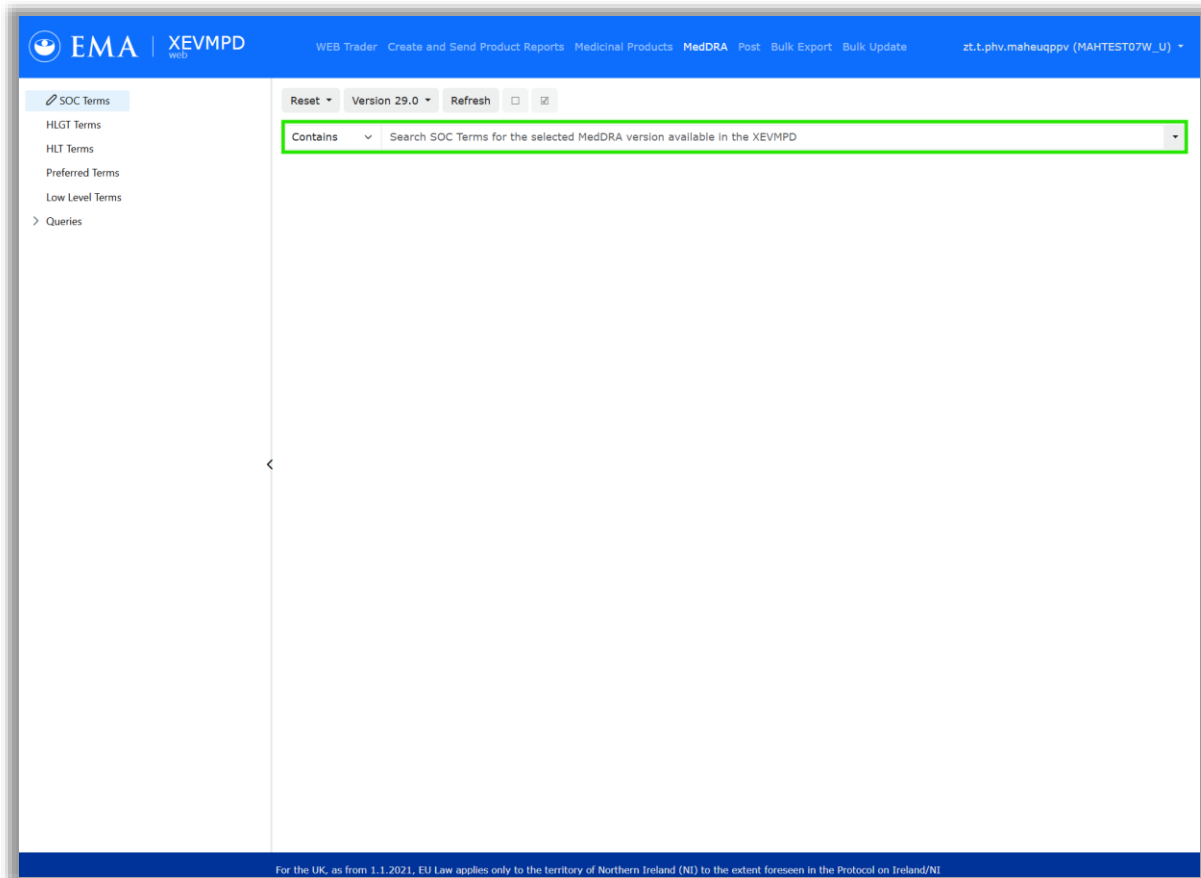 EMA | XEVMPD web
WEB Trader Create and Send Product Reports Medicinal Products MedDRA Post Bulk Export Bulk Update zt.t.phv.maheuqppv (MAHTEST07W_U)
SOC Terms
HLGT Terms
HLT Terms
Preferred Terms
Low Level Terms
Queries
Reset Version 29.0 Refresh
Contains Search SOC Terms for the selected MedDRA version available in the XEVMPD
For the UK, as from 1.1.2021, EU Law applies only to the territory of Northern Ireland (NI) to the extent foreseen in the Protocol on Ireland/NI